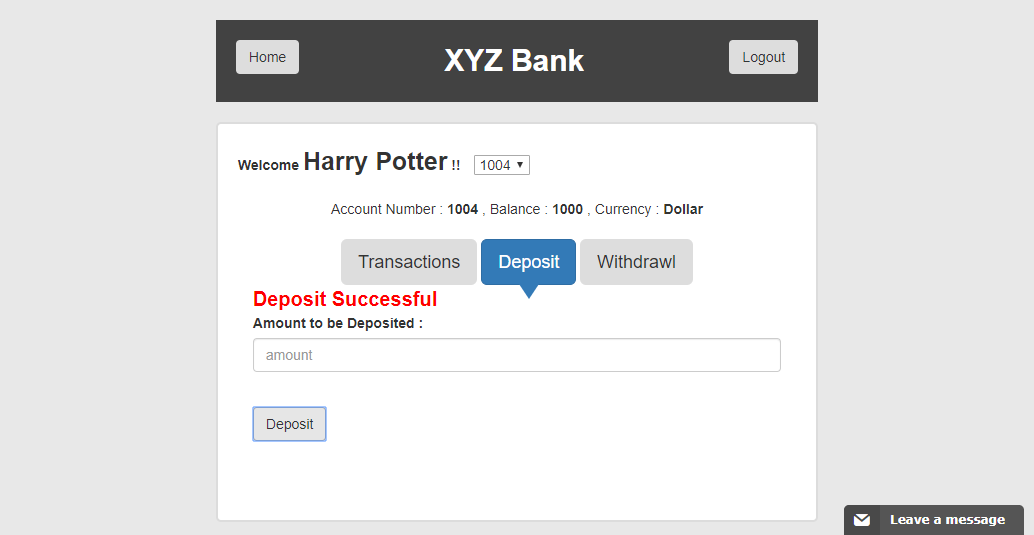 Home XYZ Bank Logout
Welcome Harry Potter !! 1004
Account Number : 1004 , Balance : 1000 , Currency : Dollar
Transactions Deposit Withdrawl
Deposit Successful
Amount to be Deposited :
amount
Deposit
Leave a message